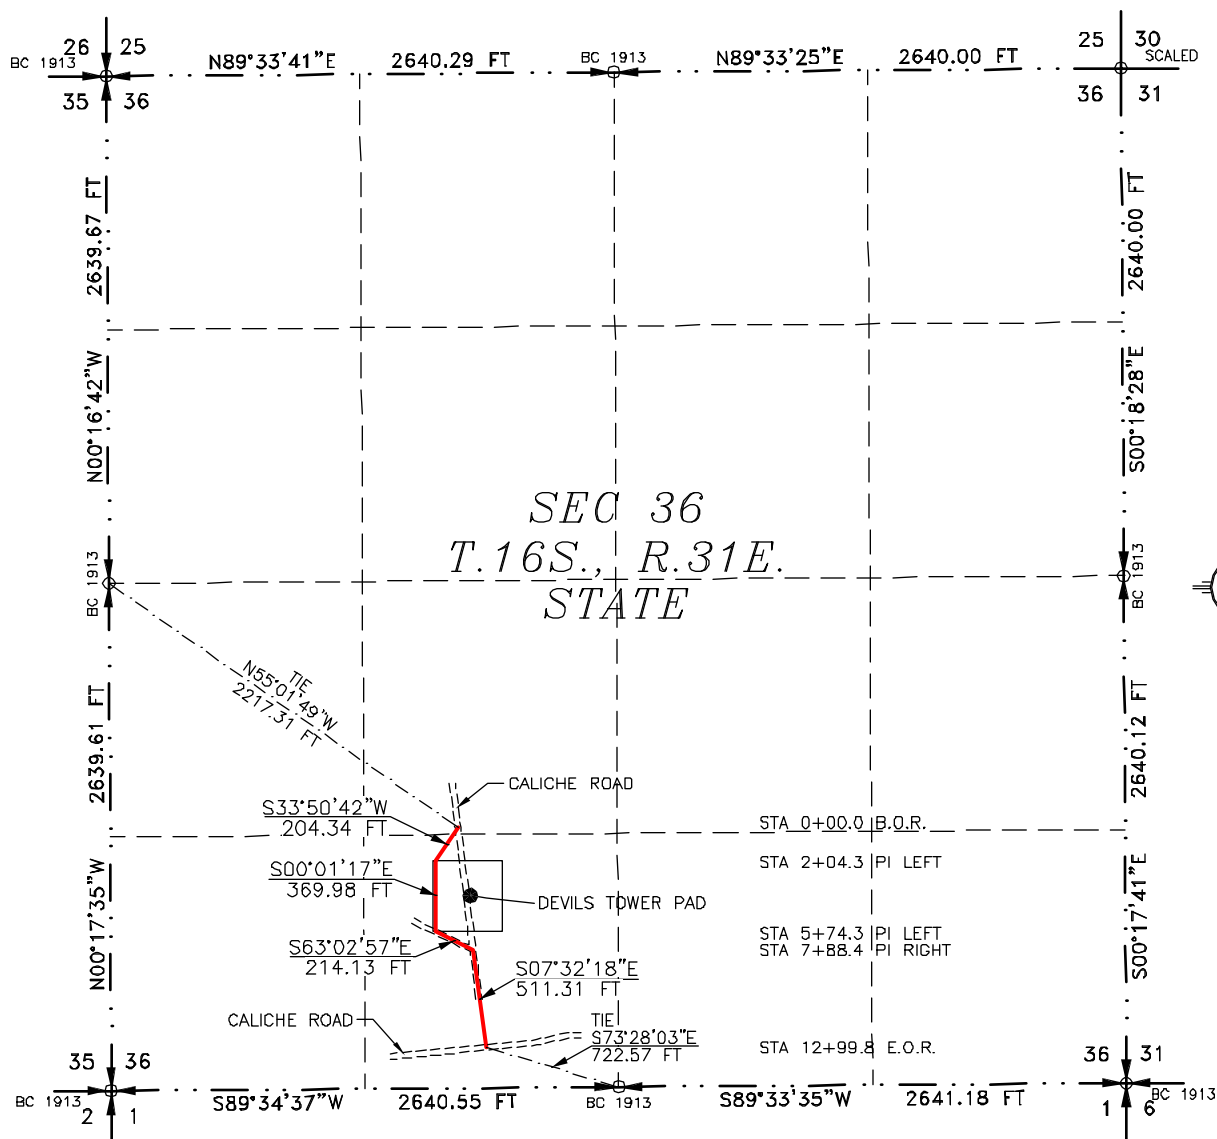 26 25
BC 1913
35 36
N89°33'41"E
2640.29 FT
BC 1913
N89°33'25"E
2640.00 FT
25 30
SCALED
36 31
2639.67 FT
N00°16'42"W
2640.00 FT
S00°18'28"E
SEC 36
T.16S., R.31E.
STATE
BC 1913
BC 1913
TIE
N55°01'49"W
2217.31 FT
2639.61 FT
N00°17'35"W
2640.12 FT
S00°17'41"E
CALICHE ROAD
S33°50'42"W
204.34 FT
STA 0+00.0 B.O.R.
STA 2+04.3 PI LEFT
S00°01'17"E
369.98 FT
DEVILS TOWER PAD
STA 5+74.3 PI LEFT
STA 7+88.4 PI RIGHT
S63°02'57"E
214.13 FT
S07°32'18"E
511.31 FT
CALICHE ROAD
TIE
S73°28'03"E
722.57 FT
STA 12+99.8 E.O.R.
35 36
BC 1913
2 1
S89°34'37"W
2640.55 FT
BC 1913
S89°33'35"W
2641.18 FT
36 31
BC 1913
1 6